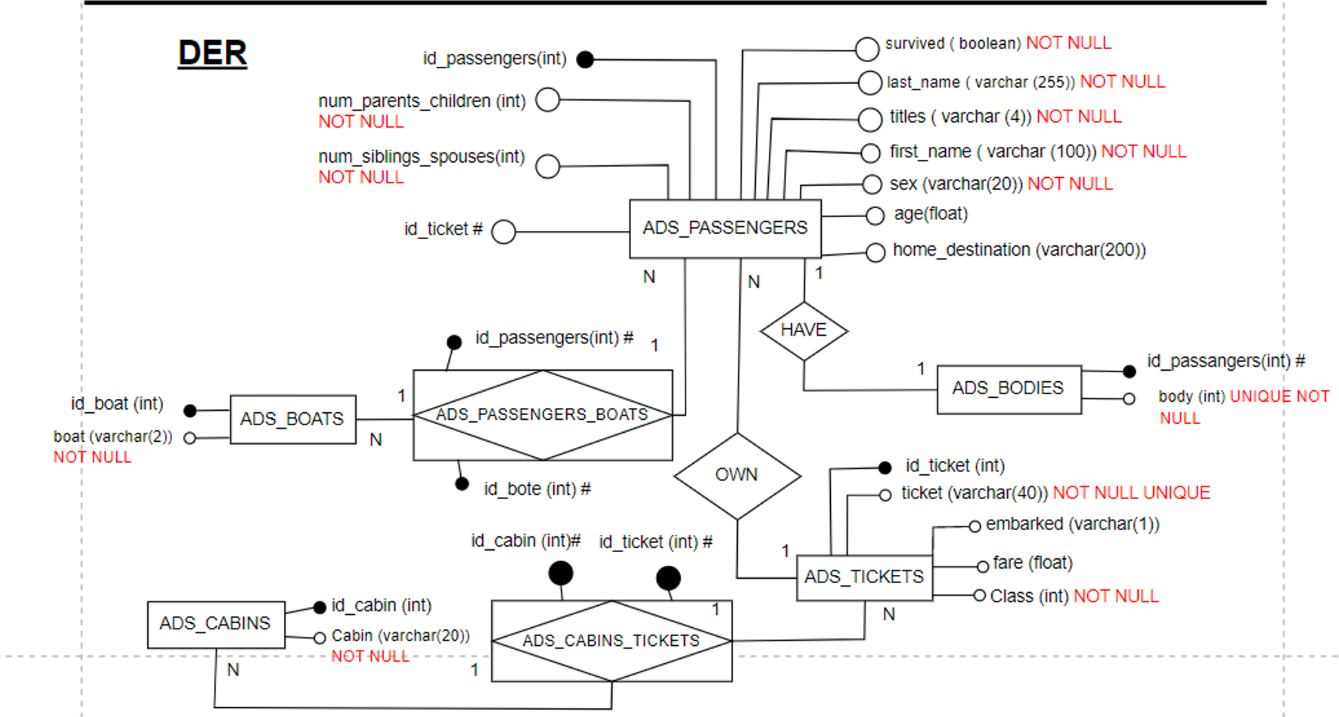 DER
id_passengers(int)
num_parents_children (int)
NOT NULL
num_siblings_spouses(int)
NOT NULL
id_ticket #
survived ( boolean) NOT NULL
last_name ( varchar (255)) NOT NULL
titles ( varchar (4)) NOT NULL
first_name ( varchar (100)) NOT NULL
sex (varchar(20)) NOT NULL
age(float)
home_destination (varchar(200))
ADS_PASSENGERS
N
N
1
HAVE
id_passengers(int) #
1
1
ADS_BODIES
id_passangers(int) #
body (int) UNIQUE NOT
NULL
id_boat (int)
boat (varchar(2))
NOT NULL
ADS_BOATS
N
1
ADS_PASSENGERS_BOATS
id_bote (int) #
OWN
1
id_ticket (int)
ticket (varchar(40)) NOT NULL UNIQUE
embarked (varchar(1))
fare (float)
Class (int) NOT NULL
ADS_TICKETS
N
id_cabin (int)#
id_ticket (int) #
1
ADS_CABINS_TICKETS
1
ADS_CABINS
id_cabin (int)
Cabin (varchar(20))
NOT NULL
N